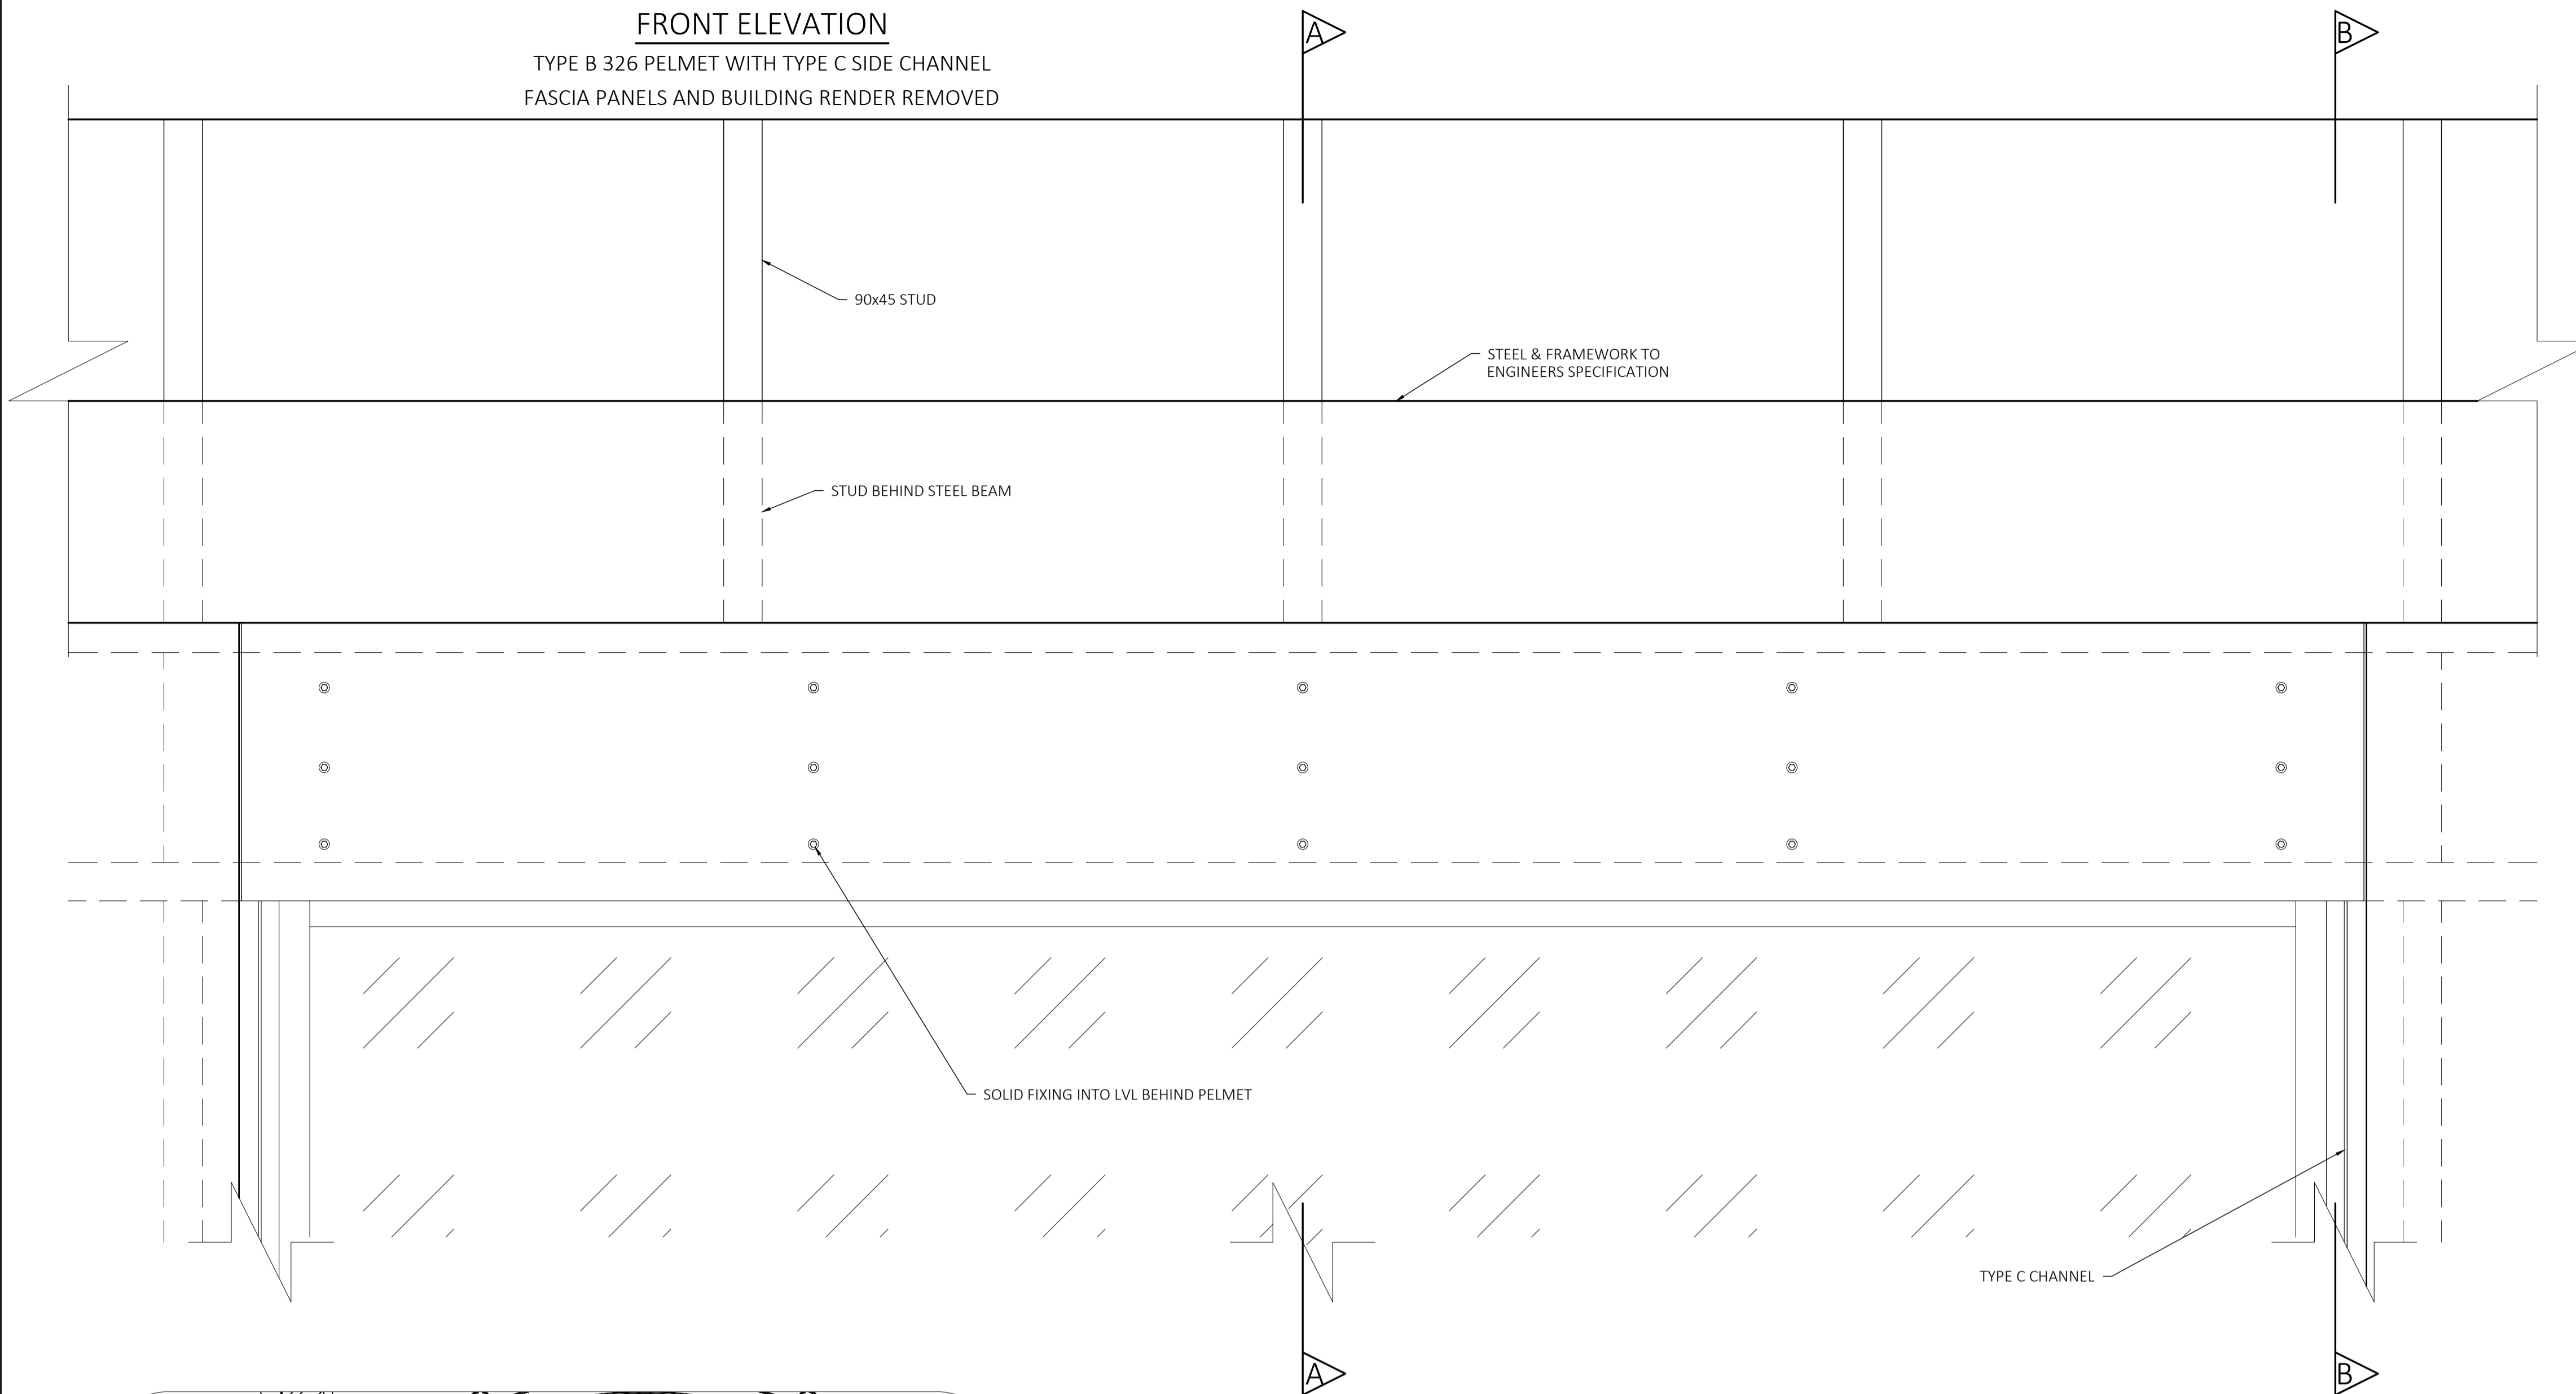 FRONT ELEVATION
TYPE B 326 PELMET WITH TYPE C SIDE CHANNEL
FASCIA PANELS AND BUILDING RENDER REMOVED
A
B
90x45 STUD
STEEL & FRAMEWORK TO
ENGINEERS SPECIFICATION
STUD BEHIND STEEL BEAM
SOLID FIXING INTO LVL BEHIND PELMET
TYPE C CHANNEL
A
B